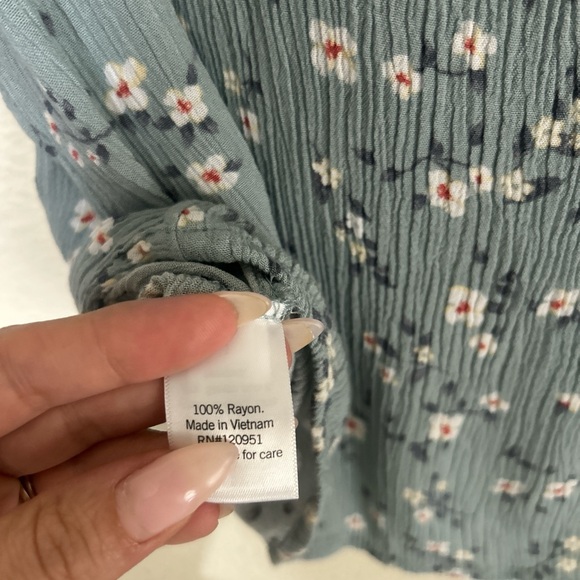 100% Rayon.
Made in Vietnam
RN#120951
for care